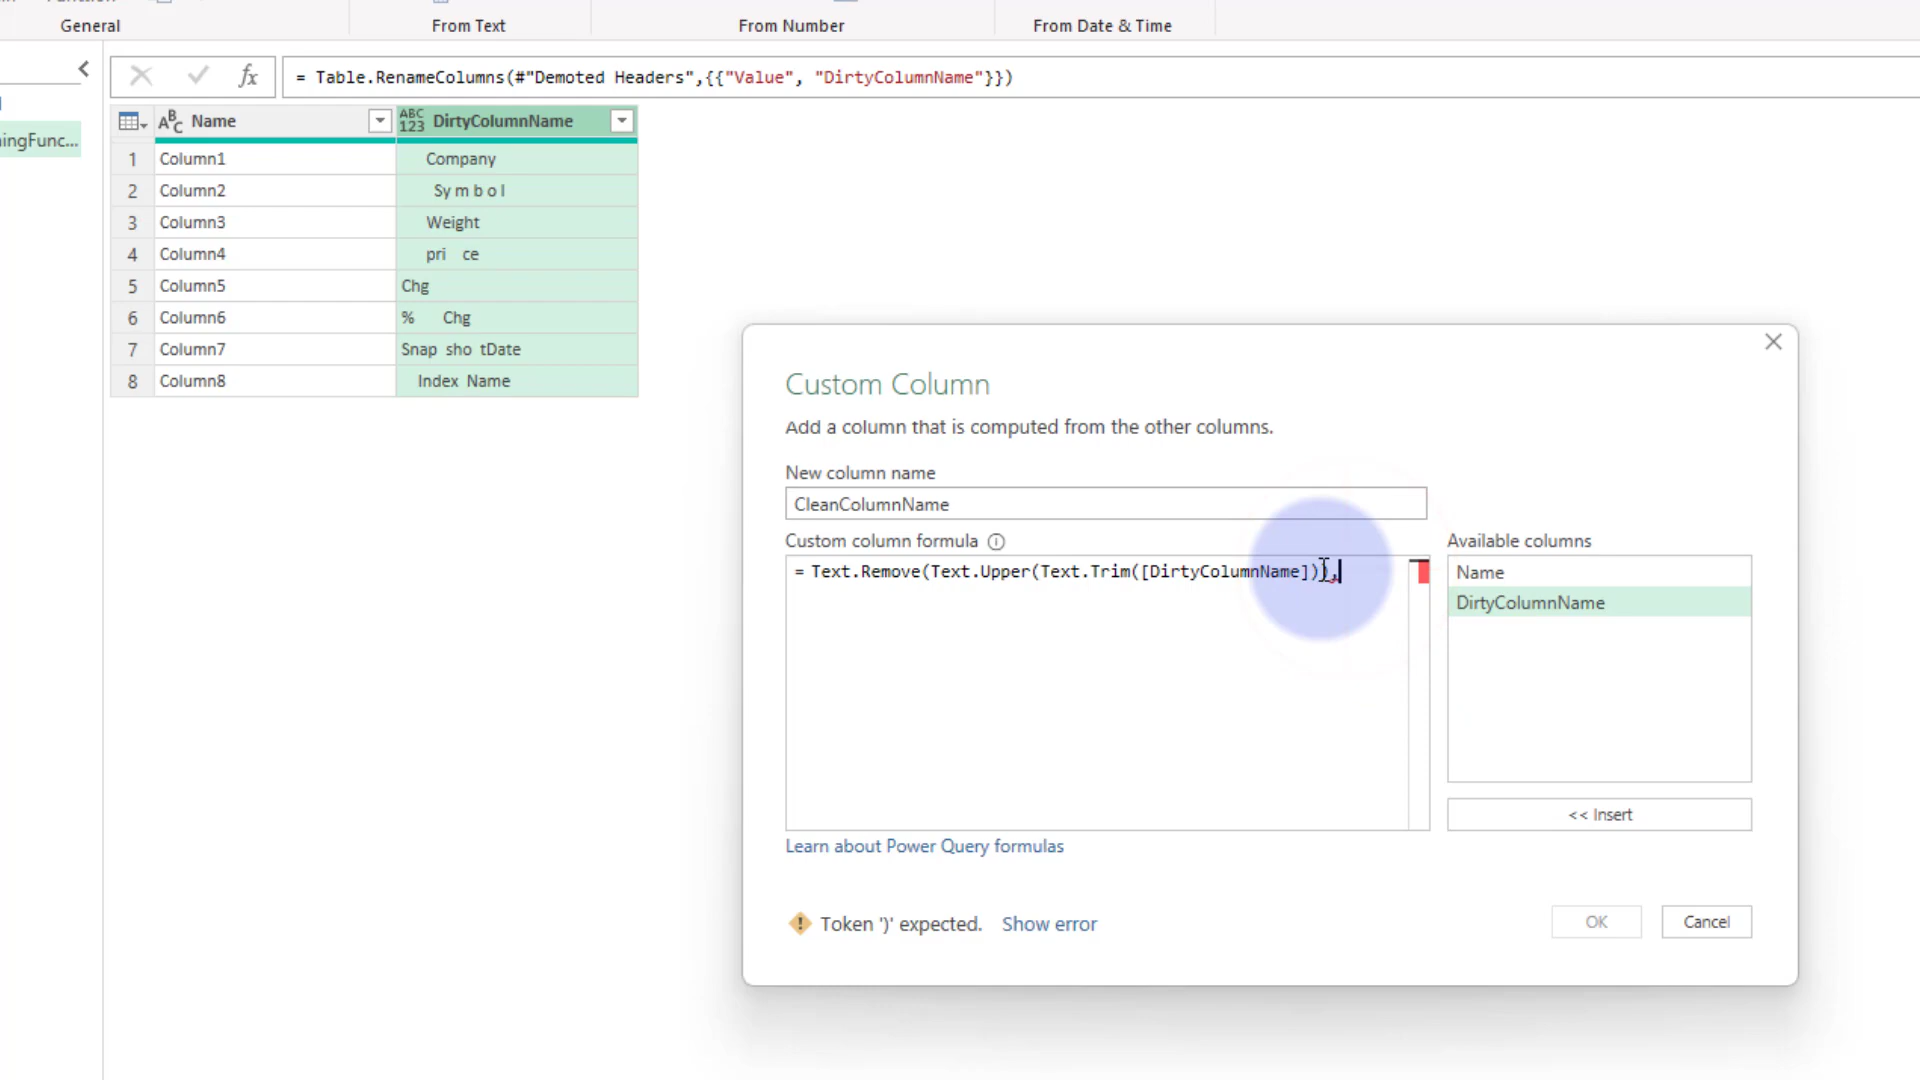 General
From Text
From Number
From Date & Time
fx
= Table.RenameColumns(#"Demoted Headers",{{"Value", "DirtyColumnName"}})
ingFunc...
ABC Name
ABC 123 DirtyColumnName
1 Column1 Company
2 Column2 Sy m b o l
3 Column3 Weight
4 Column4 pri ce
5 Column5 Chg
6 Column6 % Chg
7 Column7 Snap sho tDate
8 Column8 Index Name
Custom Column
Add a column that is computed from the other columns.
New column name
CleanColumnName
Custom column formula
= Text.Remove(Text.Upper(Text.Trim([DirtyColumnName])),
Available columns
Name
DirtyColumnName
<< Insert
Learn about Power Query formulas
Token ')' expected. Show error
OK
Cancel